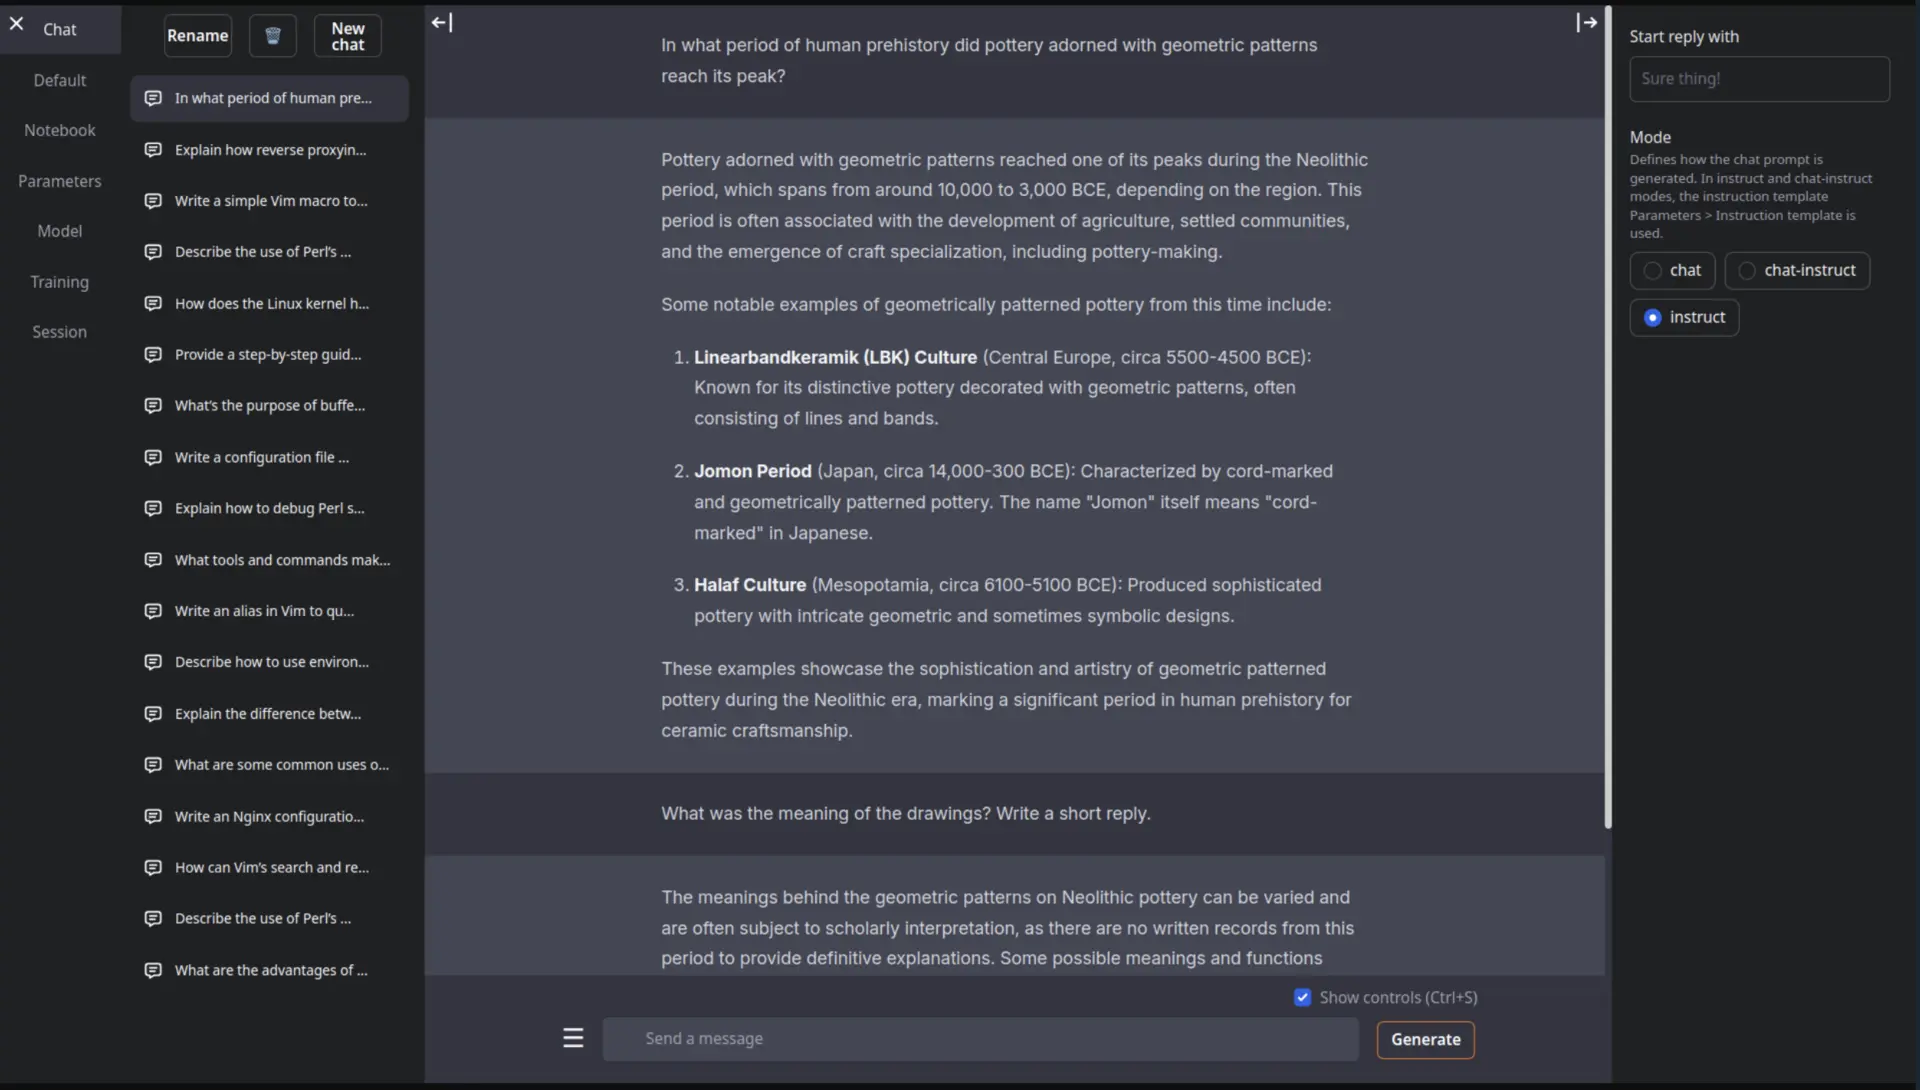 Chat
Default
Notebook
Parameters
Model
Training
Session
Rename
New
chat
In what period of human pre...
Explain how reverse proxyin...
Write a simple Vim macro to...
Describe the use of Perl's ...
How does the Linux kernel h...
Provide a step-by-step guid...
What's the purpose of buffe...
Write a configuration file ...
Explain how to debug Perl s...
What tools and commands mak...
Write an alias in Vim to qu...
Describe how to use environ...
Explain the difference betw...
What are some common uses o...
Write an Nginx configuratio...
How can Vim's search and re...
Describe the use of Perl's ...
What are the advantages of ...
In what period of human prehistory did pottery adorned with geometric patterns
reach its peak?
Pottery adorned with geometric patterns reached one of its peaks during the Neolithic
period, which spans from around 10,000 to 3,000 BCE, depending on the region. This
period is often associated with the development of agriculture, settled communities,
and the emergence of craft specialization, including pottery-making.
Some notable examples of geometrically patterned pottery from this time include:
1. Linearbandkeramik (LBK) Culture (Central Europe, circa 5500-4500 BCE):
Known for its distinctive pottery decorated with geometric patterns, often
consisting of lines and bands.
2. Jomon Period (Japan, circa 14,000-300 BCE): Characterized by cord-marked
and geometrically patterned pottery. The name "Jomon" itself means "cord-
marked" in Japanese.
3. Halaf Culture (Mesopotamia, circa 6100-5100 BCE): Produced sophisticated
pottery with intricate geometric and sometimes symbolic designs.
These examples showcase the sophistication and artistry of geometric patterned
pottery during the Neolithic era, marking a significant period in human prehistory for
ceramic craftsmanship.
What was the meaning of the drawings? Write a short reply.
The meanings behind the geometric patterns on Neolithic pottery can be varied and
are often subject to scholarly interpretation, as there are no written records from this
period to provide definitive explanations. Some possible meanings and functions
Show controls (Ctrl+S)
Send a message
Generate
Start reply with
Sure thing!
Mode
Defines how the chat prompt is
generated. In instruct and chat-instruct
modes, the instruction template
Parameters > Instruction template is
used.
chat
chat-instruct
instruct